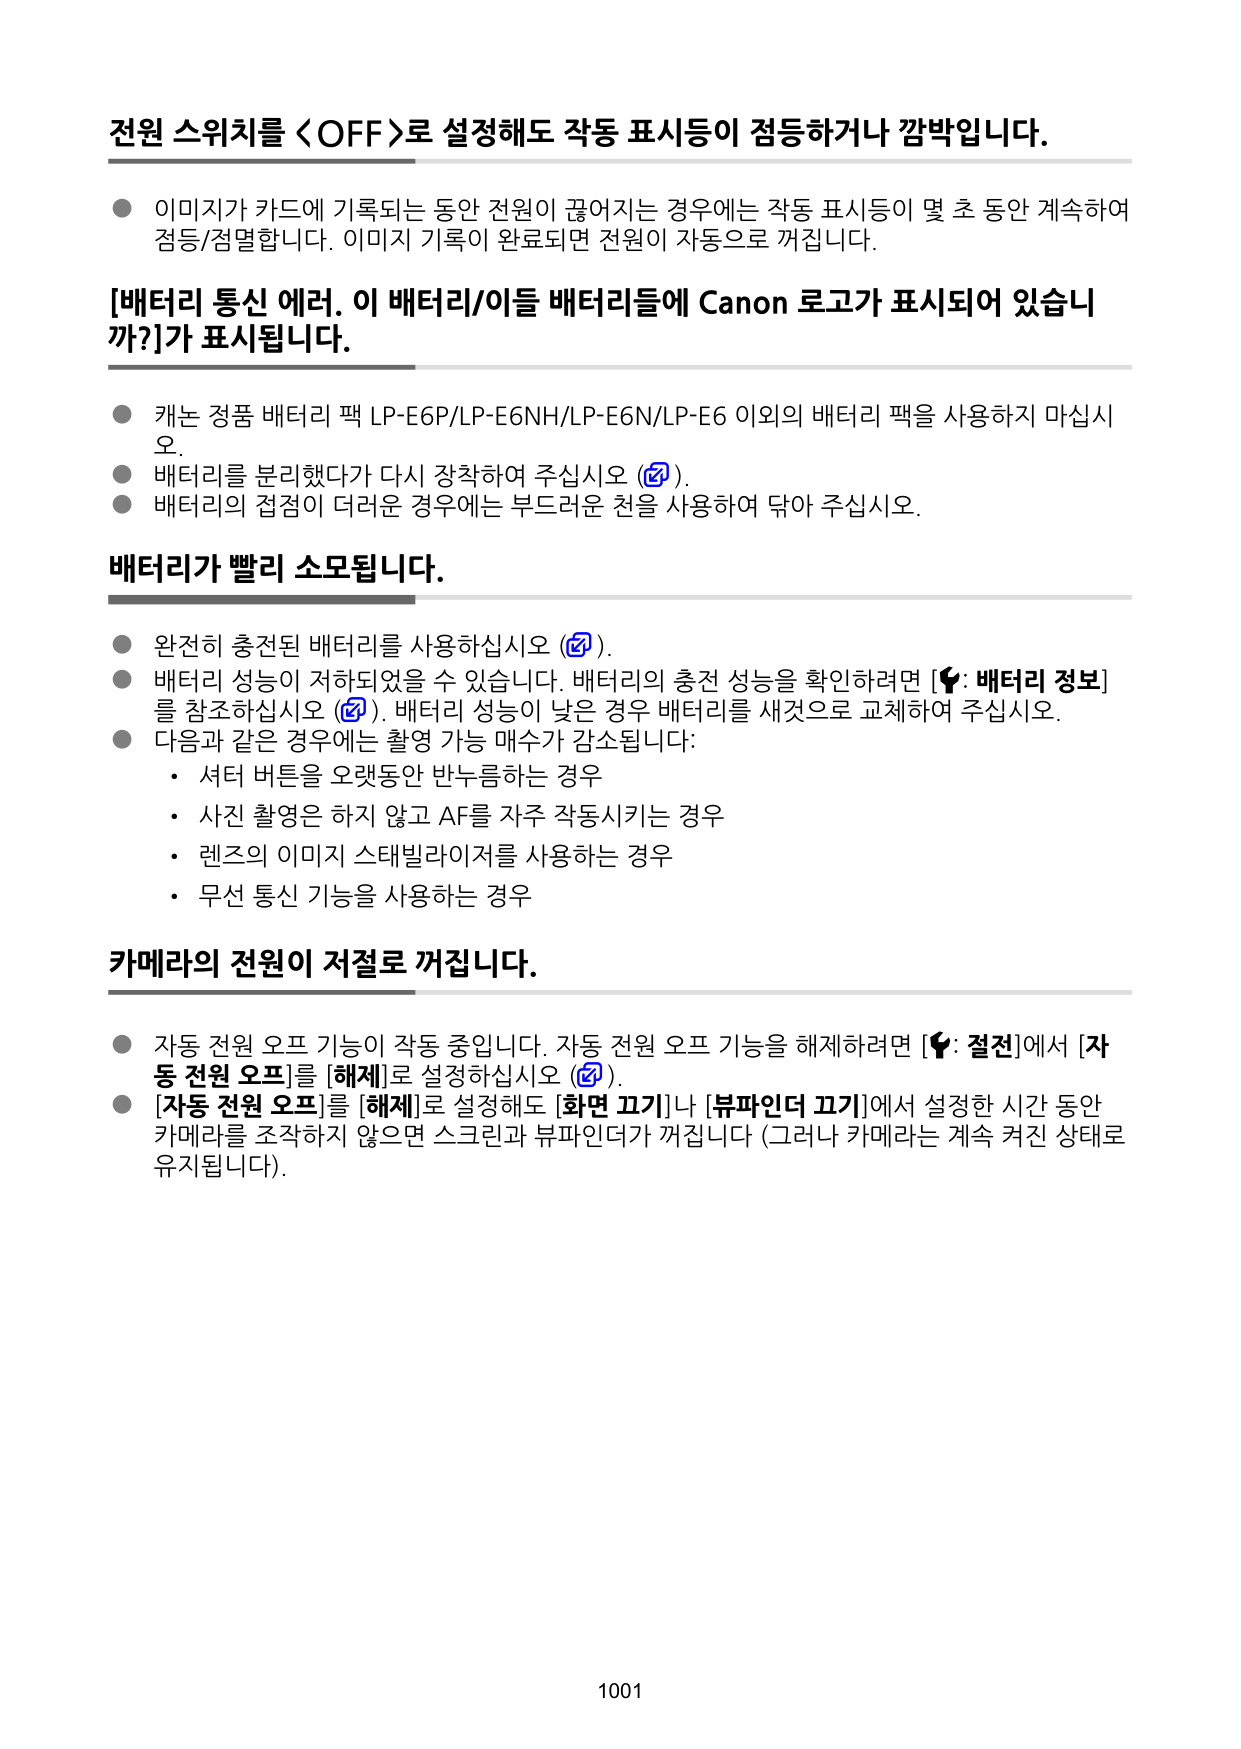 전원 스위치를 <OFF>로 설정해도 작동 표시등이 점등하거나 깜박입니다.
● 이미지가 카드에 기록되는 동안 전원이 끊어지는 경우에는 작동 표시등이 몇 초 동안 계속하여
점등/점멸합니다. 이미지 기록이 완료되면 전원이 자동으로 꺼집니다.
[배터리 통신 에러. 이 배터리/이들 배터리들에 Canon 로고가 표시되어 있습니
까?]가 표시됩니다.
● 캐논 정품 배터리 팩 LP-E6P/LP-E6NH/LP-E6N/LP-E6 이외의 배터리 팩을 사용하지 마십시
오.
● 배터리를 분리했다가 다시 장착하여 주십시오 ( ).
● 배터리의 접점이 더러운 경우에는 부드러운 천을 사용하여 닦아 주십시오.
배터리가 빨리 소모됩니다.
● 완전히 충전된 배터리를 사용하십시오 ( ).
● 배터리 성능이 저하되었을 수 있습니다. 배터리의 충전 성능을 확인하려면 [ : 배터리 정보]
를 참조하십시오 ( ). 배터리 성능이 낮은 경우 배터리를 새것으로 교체하여 주십시오.
● 다음과 같은 경우에는 촬영 가능 매수가 감소됩니다:
• 셔터 버튼을 오랫동안 반누름하는 경우
• 사진 촬영은 하지 않고 AF를 자주 작동시키는 경우
• 렌즈의 이미지 스태빌라이저를 사용하는 경우
• 무선 통신 기능을 사용하는 경우
카메라의 전원이 저절로 꺼집니다.
● 자동 전원 오프 기능이 작동 중입니다. 자동 전원 오프 기능을 해제하려면 [ : 절전]에서 [자
동 전원 오프]를 [해제]로 설정하십시오 ( ).
● [자동 전원 오프]를 [해제]로 설정해도 [화면 끄기]나 [뷰파인더 끄기]에서 설정한 시간 동안
카메라를 조작하지 않으면 스크린과 뷰파인더가 꺼집니다 (그러나 카메라는 계속 켜진 상태로
유지됩니다).
1001